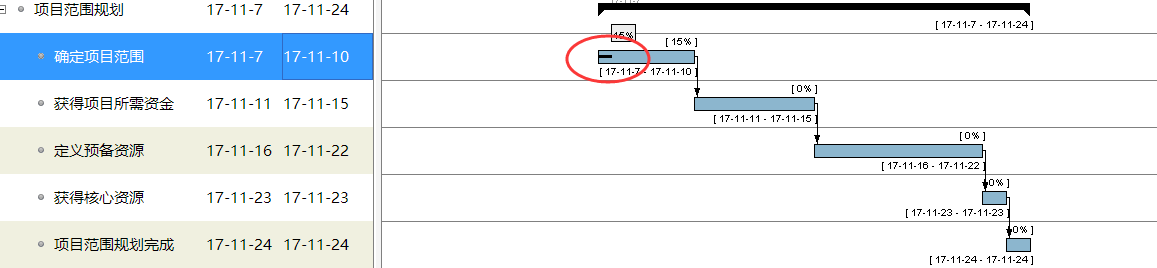 项目范围规划 17-11-7 17-11-24
[ 17-11-7 - 17-11-24 ]
15%
确定项目范围 17-11-7 17-11-10 [ 15% ]
[ 17-11-7 - 17-11-10 ]
获得项目所需资金 17-11-11 17-11-15 [ 0% ]
[ 17-11-11 - 17-11-15 ]
定义预备资源 17-11-16 17-11-22 [ 0% ]
[ 17-11-16 - 17-11-22 ]
获得核心资源 17-11-23 17-11-23 0% ]
[ 17-11-23 - 17-11-23 ]
项目范围规划完成 17-11-24 17-11-24 0% ]
[ 17-11-24 - 17-11-24 ]